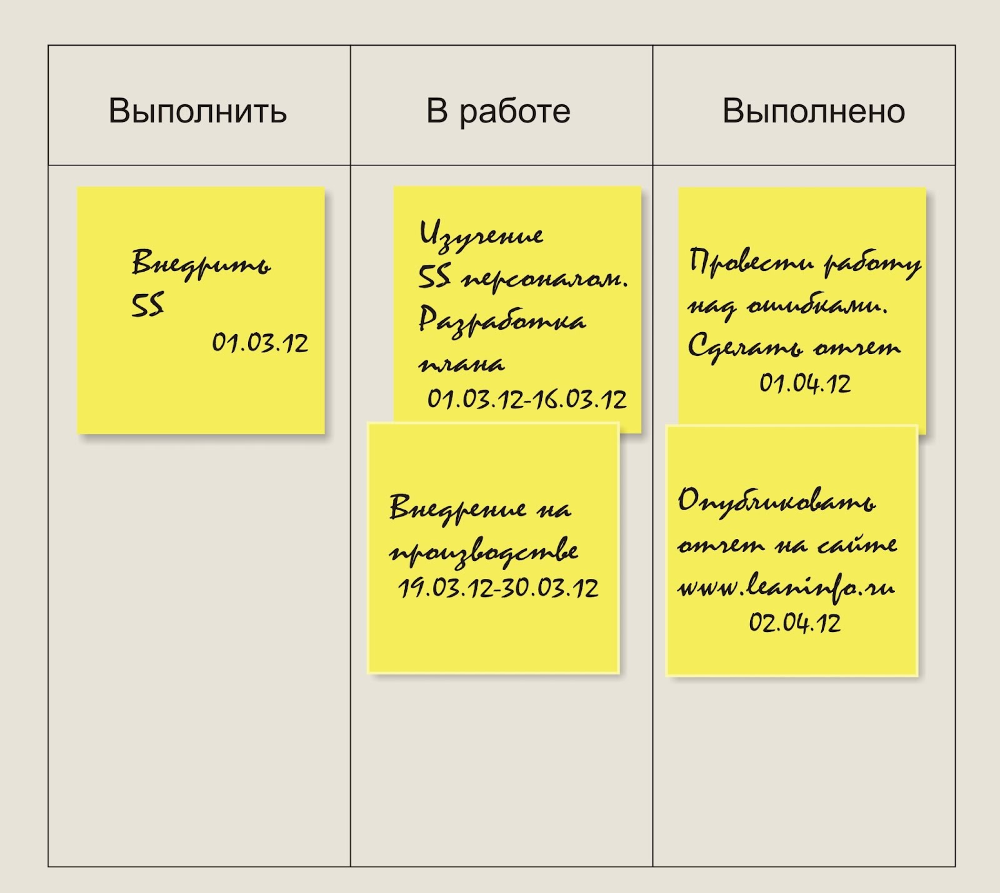 Выполнить
В работе
Выполнено
Внедрить
5S
01.03.12
Изучение
5S персоналом.
Разработка
плана
01.03.12-16.03.12
Внедрение на
производстве
19.03.12-30.03.12
Провести работу
над ошибками.
Сделать отчет
01.04.12
Опубликовать
отчет на сайте
www.leaninfo.ru
02.04.12